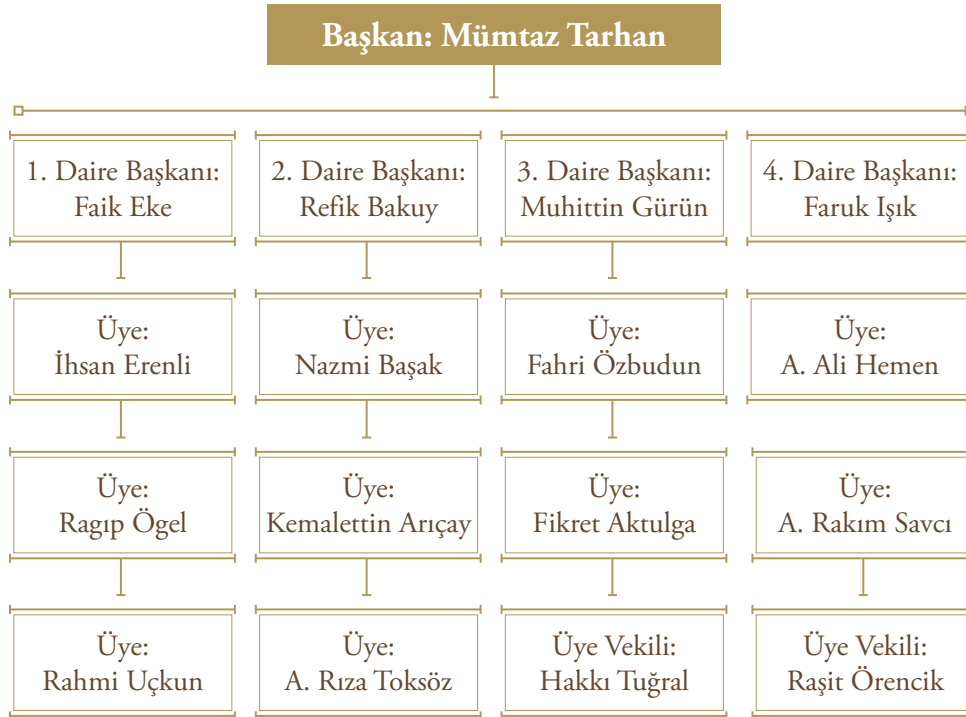 Başkan: Mümtaz Tarhan
1. Daire Başkanı:
Faik Eke
2. Daire Başkanı:
Refik Bakuy
3. Daire Başkanı:
Muhittin Gürün
4. Daire Başkanı:
Faruk Işık
Üye:
İhsan Erenli
Üye:
Nazmi Başak
Üye:
Fahri Özbudun
Üye:
A. Ali Hemen
Üye:
Ragıp Ögel
Üye:
Kemalettin Arıçay
Üye:
Fikret Aktulga
Üye:
A. Rakım Savcı
Üye:
Rahmi Uçkun
Üye:
A. Rıza Toksöz
Üye Vekili:
Hakkı Tuğral
Üye Vekili:
Raşit Örencik